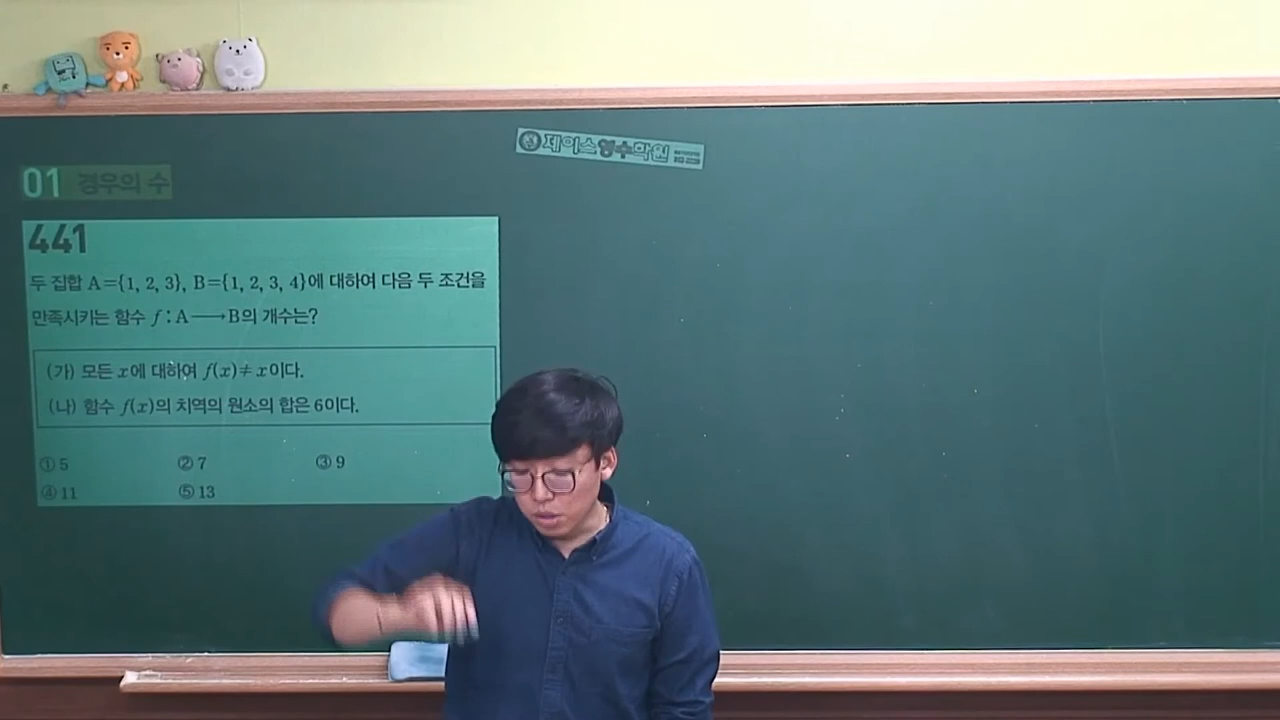 제이스영수학원
01 경우의 수
441
두 집합 A={1, 2, 3}, B={1, 2, 3, 4}에 대하여 다음 두 조건을
만족시키는 함수 f : A ⟶ B의 개수는?
(가) 모든 x에 대하여 f(x)≠x이다.
(나) 함수 f(x)의 치역의 원소의 합은 6이다.
① 5 ② 7 ③ 9
④ 11 ⑤ 13